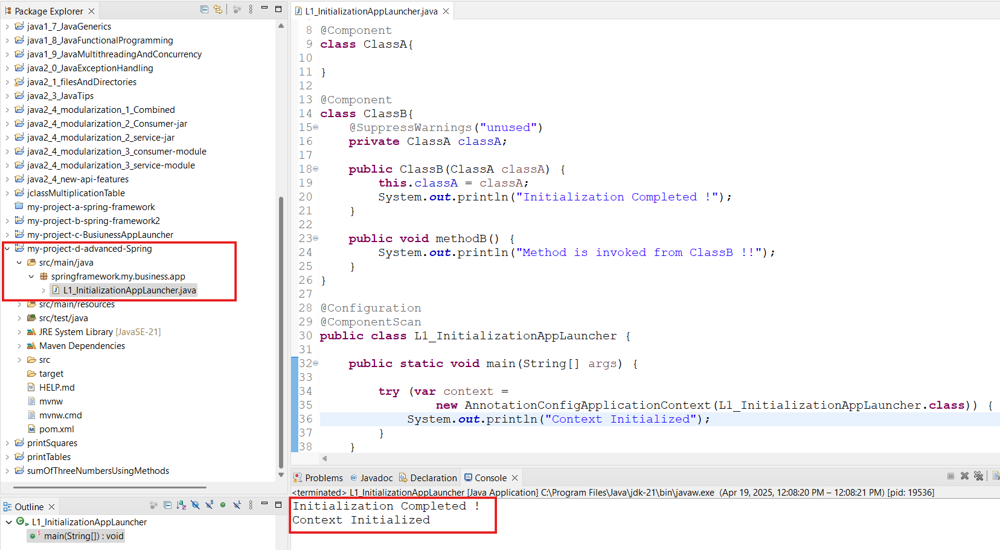 Package Explorer
java1_7_JavaGenerics
java1_8_JavaFunctionalProgramming
java1_9_JavaMultithreadingAndConcurrency
java2_0_JavaExceptionHandling
java2_1_filesAndDirectories
java2_3_JavaTips
java2_4_modularization_1_Combined
java2_4_modularization_2_Consumer-jar
java2_4_modularization_2_service-jar
java2_4_modularization_3_consumer-module
java2_4_modularization_3_service-module
java2_4_new-api-features
jclassMultiplicationTable
my-project-a-spring-framework
my-project-b-spring-framework2
my-project-c-BusiunessAppLauncher
my-project-d-advanced-Spring
src/main/java
springframework.my.business.app
L1_InitializationAppLauncher.java
src/main/resources
src/test/java
JRE System Library [JavaSE-21]
Maven Dependencies
src
target
HELP.md
mvnw
mvnw.cmd
pom.xml
printSquares
printTables
sumOfThreeNumbersUsingMethods
Outline
L1_InitializationAppLauncher
main(String[]) : void
L1_InitializationAppLauncher.java
8 @Component
9 class ClassA{
10
11 }
12
13 @Component
14 class ClassB{
15 @SuppressWarnings("unused")
16 private ClassA classA;
17
18 public ClassB(ClassA classA) {
19 this.classA = classA;
20 System.out.println("Initialization Completed !");
21 }
22
23 public void methodB() {
24 System.out.println("Method is invoked from ClassB !!");
25 }
26 }
27
28 @Configuration
29 @ComponentScan
30 public class L1_InitializationAppLauncher {
31
32 public static void main(String[] args) {
33
34 try (var context =
35 new AnnotationConfigApplicationContext(L1_InitializationAppLauncher.class)) {
36 System.out.println("Context Initialized");
37 }
38 }
Problems @ Javadoc Declaration Console
<terminated> L1_InitializationAppLauncher [Java Application] C:\Program Files\Java\jdk-21\bin\javaw.exe (Apr 19, 2025, 12:08:20 PM – 12:08:21 PM) [pid: 19536]
Initialization Completed !
Context Initialized